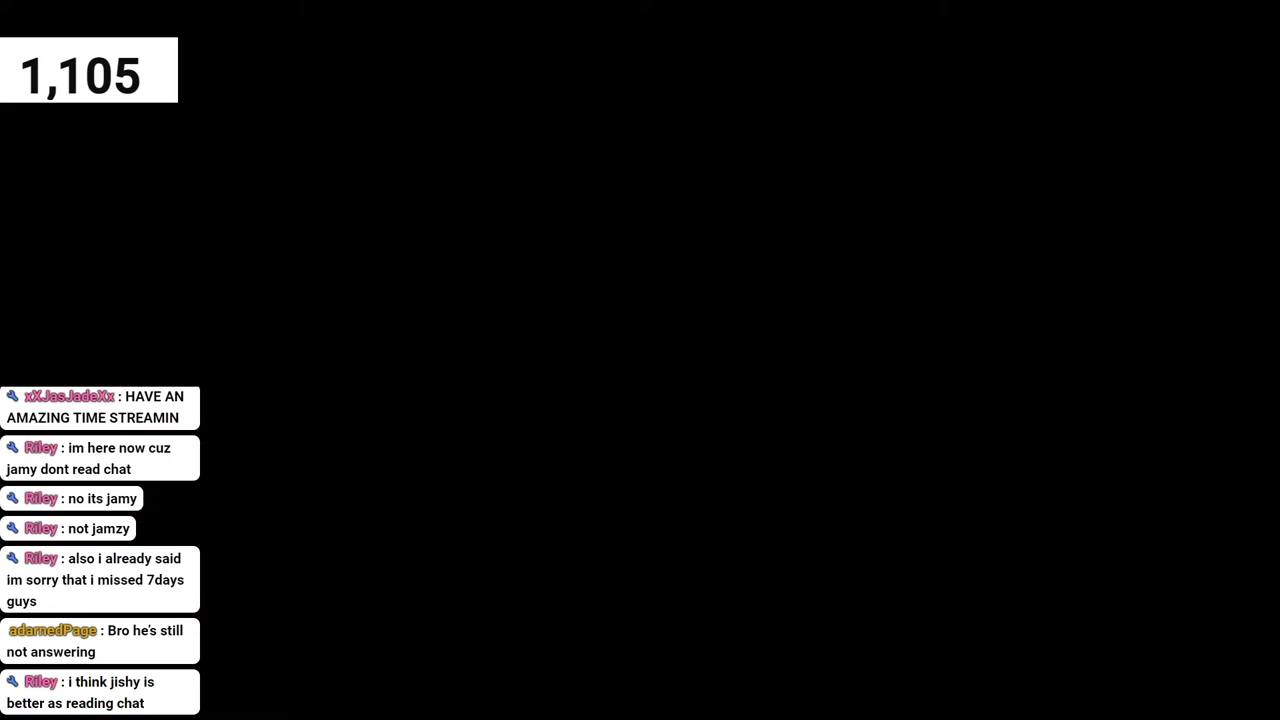 1,105
xXJasJadeXx : HAVE AN
AMAZING TIME STREAMIN
Riley : im here now cuz
jamy dont read chat
Riley : no its jamy
Riley : not jamzy
Riley : also i already said
im sorry that i missed 7days
guys
adarnedPage : Bro he's still
not answering
Riley : i think jishy is
better as reading chat